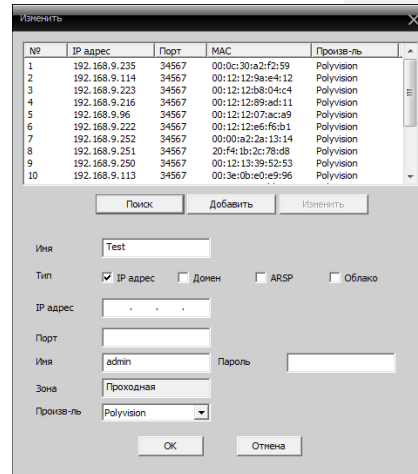 Изменить
№ IP адрес Порт MAC Произв-ль
1 192.168.9.235 34567 00:0c:30:a2:f2:59 Polyvision
2 192.168.9.114 34567 00:12:12:9a:e4:12 Polyvision
3 192.168.9.223 34567 00:12:12:b8:04:c4 Polyvision
4 192.168.9.216 34567 00:12:12:89:ad:11 Polyvision
5 192.168.9.96 34567 00:12:12:07:ac:a9 Polyvision
6 192.168.9.222 34567 00:12:12:e6:f6:b1 Polyvision
7 192.168.9.252 34567 00:00:a2:2a:13:14 Polyvision
8 192.168.9.251 34567 20:f4:1b:2c:78:d8 Polyvision
9 192.168.9.250 34567 00:12:13:39:52:53 Polyvision
10 192.168.9.113 34567 00:3e:0b:e0:e9:96 Polyvision
Поиск Добавить Изменить
Имя Test
Тип IP адрес Домен ARSP Облако
IP адрес . . .
Порт
Имя admin Пароль
Зона Проходная
Произв-ль Polyvision
OK Отмена